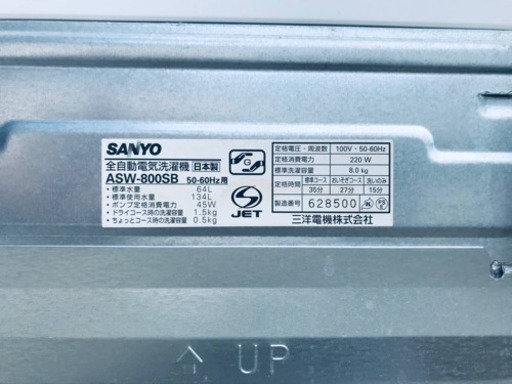 SANYO
全自動電気洗濯機 日本製
ASW-800SB 50-60Hz用
・標準水量 64L
・標準使用水量 134L
・ポンプ定格消費電力 45W
・ドライコース時の洗濯容量 1.5kg
・ちょっとコース時の洗濯容量 0.5kg
G
S
JET
定格電圧・周波数 100V・50-60Hz
定格消費電力 220W
標準洗濯容量 8.0kg
定格時間 標準コース おいそぎコース 洗いのみ
35分 27分 15分
製造番号 628500
三洋電機株式会社
↑ UP